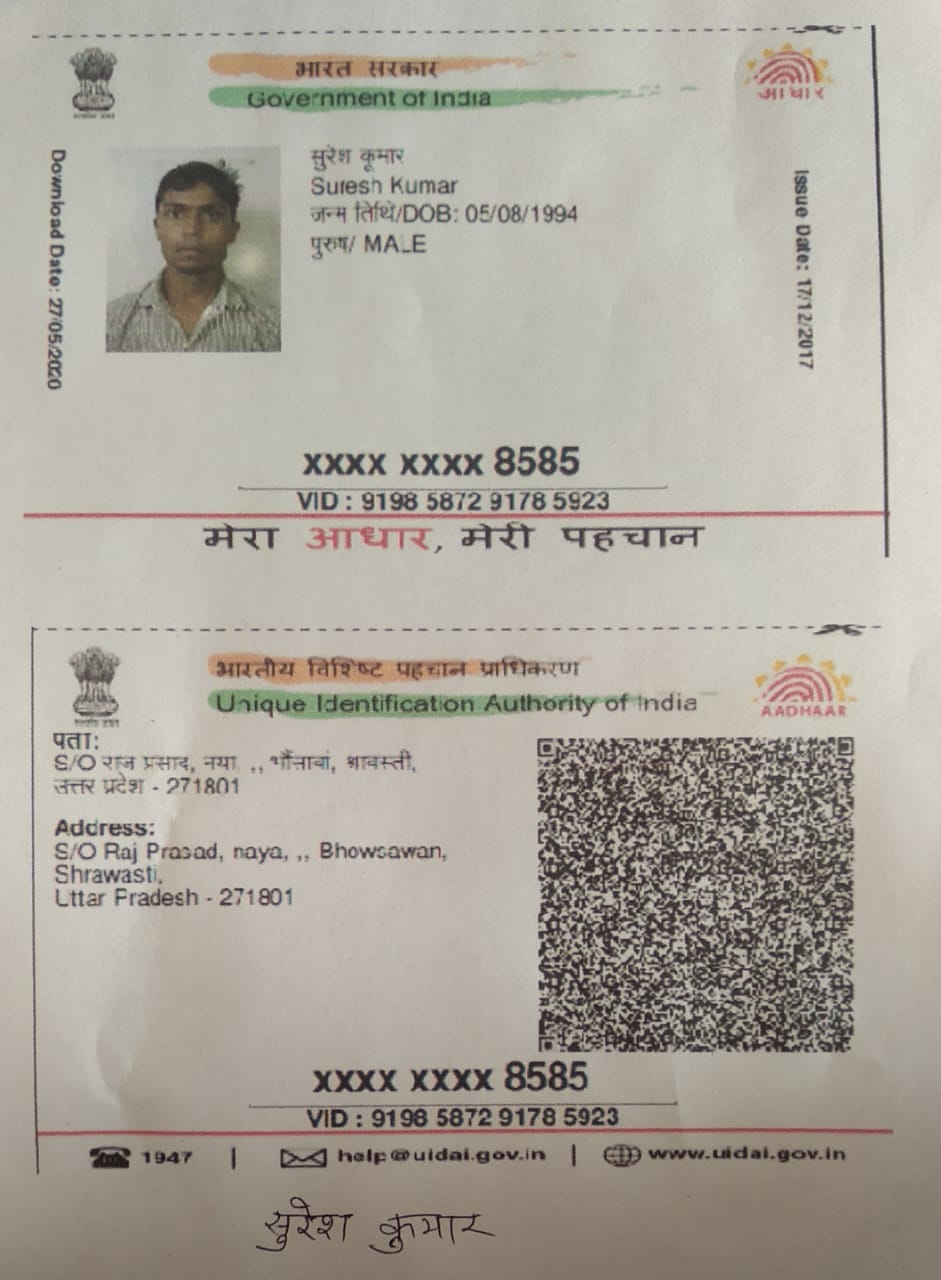 भारत सरकार
Government of India
आधार
Download Date: 27/05/2020
सुरेश कूमार
Suresh Kumar
जन्म तिथि/DOB: 05/08/1994
पुरुष/ MALE
Issue Date: 17/12/2017
xxxx xxxx 8585
VID : 9198 5872 9178 5923
मेरा आधार, मेरी पहचान
भारतीय विशिष्ट पहचान प्राधिकरण
Unique Identification Authority of India
AADHAAR
पता:
S/O राज प्रसाद, नया, ,, भौंसावां, श्रावस्ती,
उत्तर प्रदेश - 271801
Address:
S/O Raj Prasad, naya, ,, Bhowsawan,
Shrawasti,
Uttar Pradesh - 271801
xxxx xxxx 8585
VID : 9198 5872 9178 5923
1947 | help@uidai.gov.in | www.uidai.gov.in
सुरेश कुमार